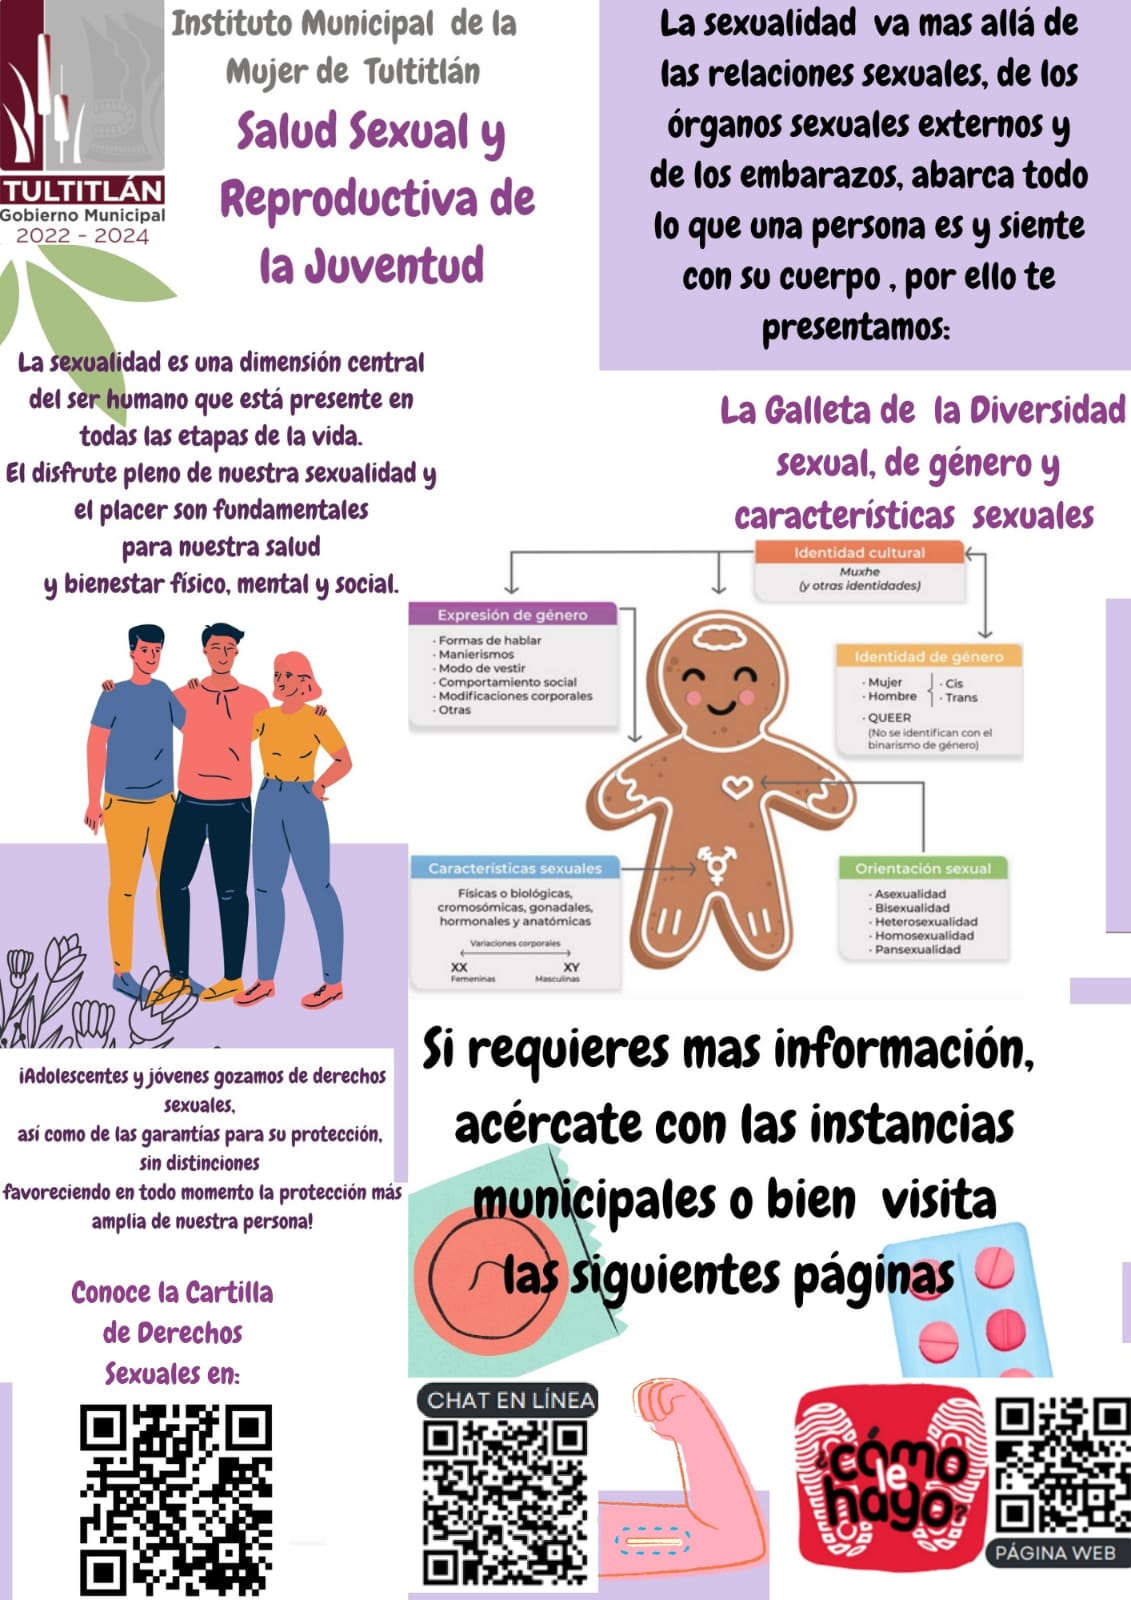 TULTITLÁN
Gobierno Municipal
2022 - 2024
Instituto Municipal de la
Mujer de Tultitlán
Salud Sexual y
Reproductiva de
la Juventud
La sexualidad es una dimensión central
del ser humano que está presente en
todas las etapas de la vida.
El disfrute pleno de nuestra sexualidad y
el placer son fundamentales
para nuestra salud
y bienestar físico, mental y social.
¡Adolescentes y jóvenes gozamos de derechos
sexuales,
así como de las garantías para su protección,
sin distinciones
favoreciendo en todo momento la protección más
amplia de nuestra persona!
Conoce la Cartilla
de Derechos
Sexuales en:
La sexualidad va mas allá de
las relaciones sexuales, de los
órganos sexuales externos y
de los embarazos, abarca todo
lo que una persona es y siente
con su cuerpo , por ello te
presentamos:
La Galleta de la Diversidad
sexual, de género y
características sexuales
Identidad cultural
Muxhe
(y otras identidades)
Expresión de género
· Formas de hablar
· Manierismos
· Modo de vestir
· Comportamiento social
· Modificaciones corporales
· Otras
Identidad de género
· Mujer
· Hombre
· Cis
· Trans
· QUEER
(No se identifican con el
binarismo de género)
Características sexuales
Físicas o biológicas,
cromosómicas, gonadales,
hormonales y anatómicas
Variaciones corporales
XX
Femeninas
XY
Masculinas
Orientación sexual
· Asexualidad
· Bisexualidad
· Heterosexualidad
· Homosexualidad
· Pansexualidad
Si requieres mas información,
acércate con las instancias
municipales o bien visita
las siguientes páginas
CHAT EN LÍNEA
¿cómo
le
hago?
PÁGINA WEB